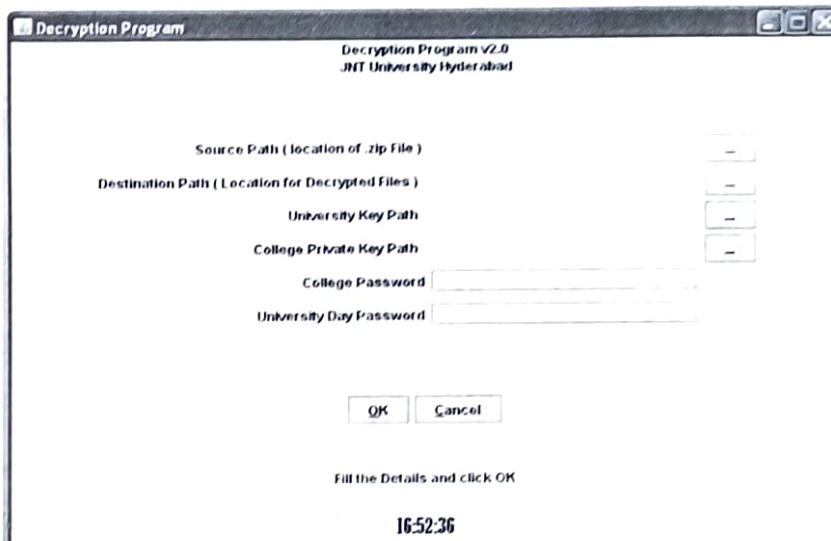 Decryption Program
Decryption Program v2.0
JNT University Hyderabad
Source Path ( location of .zip File )
...
Destination Path ( Location for Decrypted Files )
...
University Key Path
...
College Private Key Path
...
College Password
University Day Password
OK
Cancel
Fill the Details and click OK
16:52:36